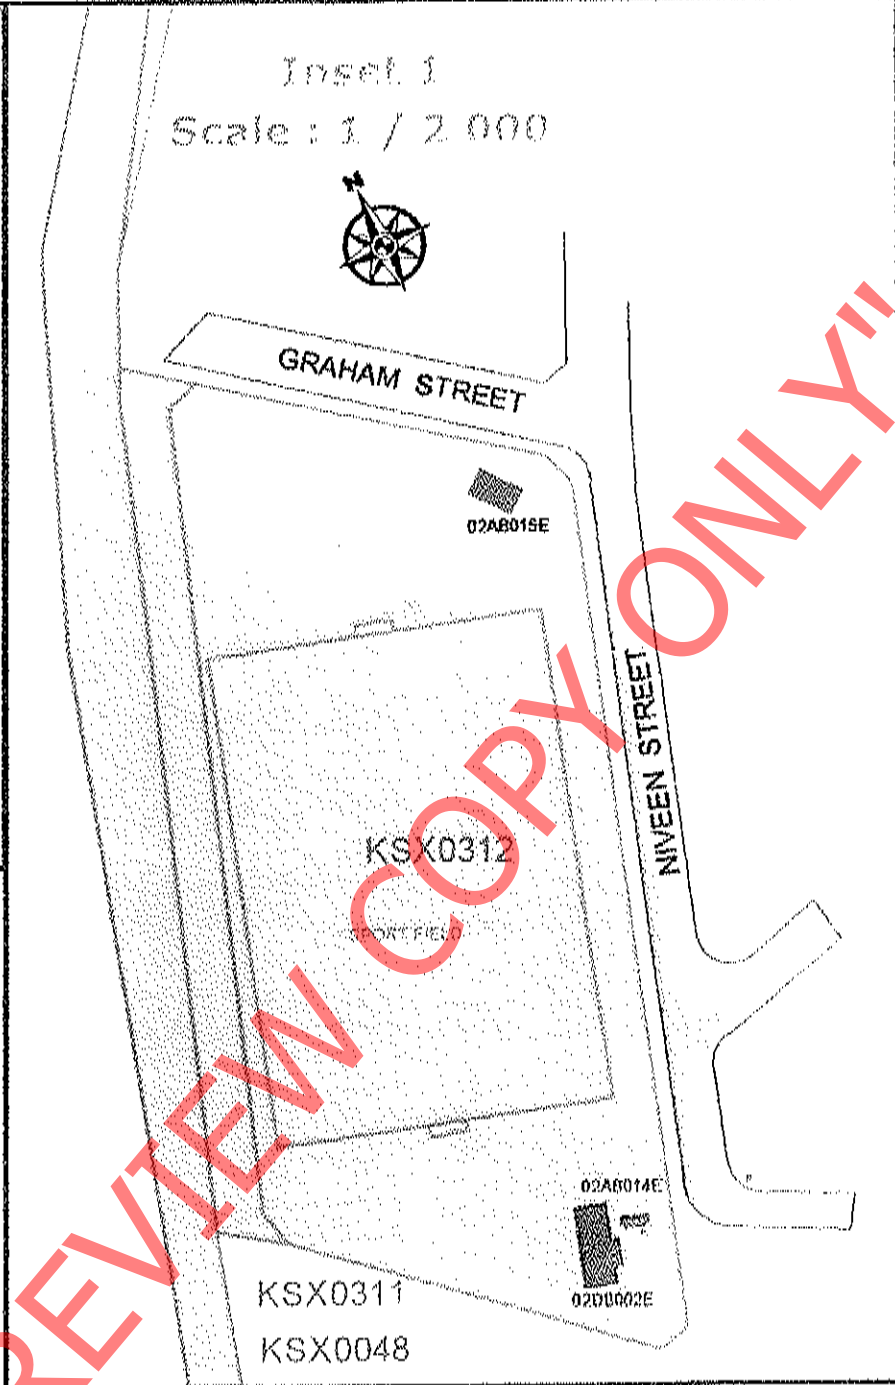 Inset 1
Scale : 1 / 2 000
N
GRAHAM STREET
02AB015E
NIVEEN STREET
KSX0312
SPORT FIELD
02AB014E
02DB002E
KSX0311
KSX0048
REVIEW COPY ONLY"